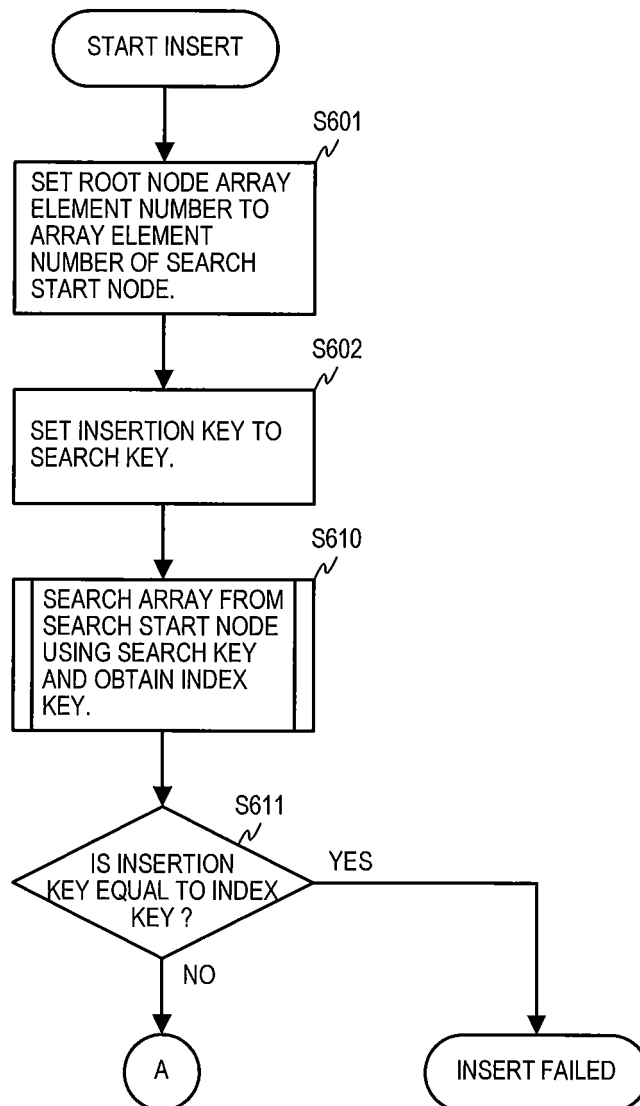 START INSERT
S601
SET ROOT NODE ARRAY
ELEMENT NUMBER TO
ARRAY ELEMENT
NUMBER OF SEARCH
START NODE.
S602
SET INSERTION KEY TO
SEARCH KEY.
S610
SEARCH ARRAY FROM
SEARCH START NODE
USING SEARCH KEY
AND OBTAIN INDEX
KEY.
S611
IS INSERTION
KEY EQUAL TO INDEX
KEY ?
YES
NO
A
INSERT FAILED